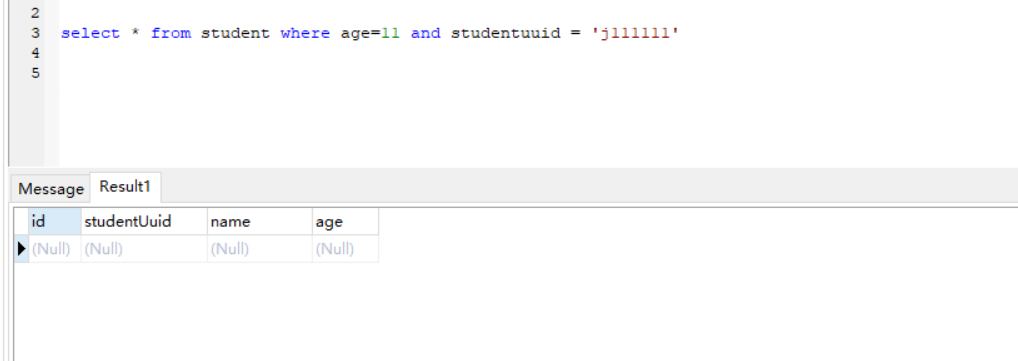 2
3 select * from student where age=11 and studentuuid = 'j111111'
4
5
Message Result1
id studentUuid name age
(Null) (Null) (Null) (Null)